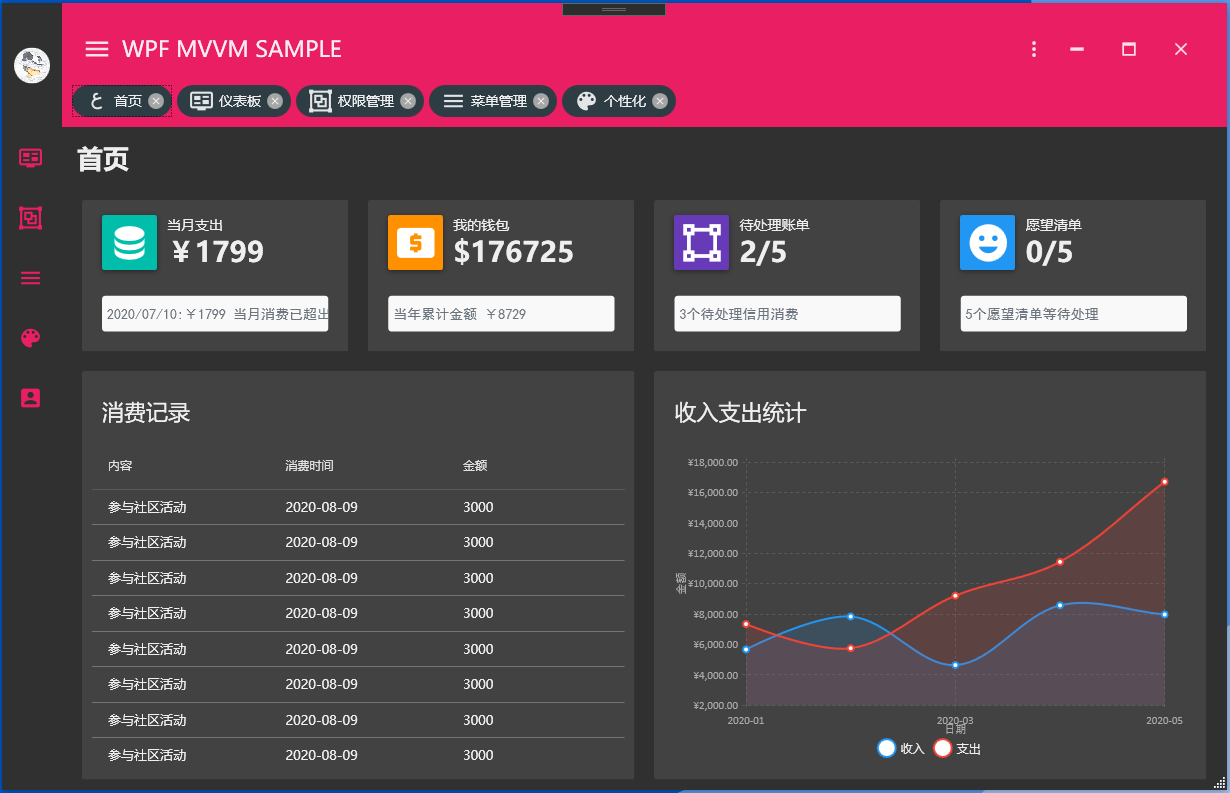 WPF MVVM SAMPLE
首页 仪表板 权限管理 菜单管理 个性化
首页
当月支出
￥1799
2020/07/10:￥1799 当月消费已超出
我的钱包
$176725
当年累计金额 ￥8729
待处理账单
2/5
3个待处理信用消费
愿望清单
0/5
5个愿望清单等待处理
消费记录
内容 消费时间 金额
参与社区活动 2020-08-09 3000
参与社区活动 2020-08-09 3000
参与社区活动 2020-08-09 3000
参与社区活动 2020-08-09 3000
参与社区活动 2020-08-09 3000
参与社区活动 2020-08-09 3000
参与社区活动 2020-08-09 3000
参与社区活动 2020-08-09 3000
收入支出统计
¥18,000.00
¥16,000.00
¥14,000.00
¥12,000.00
¥10,000.00
¥8,000.00
¥6,000.00
¥4,000.00
¥2,000.00
金额
2020-01 2020-03 2020-05
日期
收入 支出